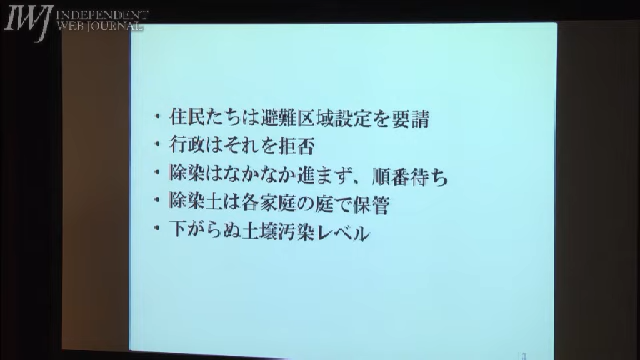 IWJ INDEPENDENT
WEB JOURNAL
・住民たちは避難区域設定を要請
・行政はそれを拒否
・除染はなかなか進まず、順番待ち
・除染土は各家庭の庭で保管
・下がらぬ土壌汚染レベル
3